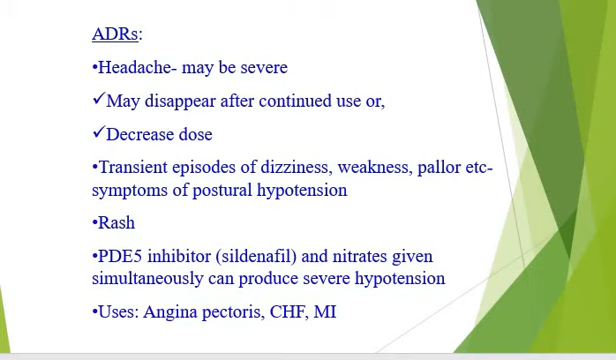 ADRs:
•Headache- may be severe
✓May disappear after continued use or,
✓Decrease dose
•Transient episodes of dizziness, weakness, pallor etc-
symptoms of postural hypotension
•Rash
•PDE5 inhibitor (sildenafil) and nitrates given
simultaneously can produce severe hypotension
•Uses: Angina pectoris, CHF, MI